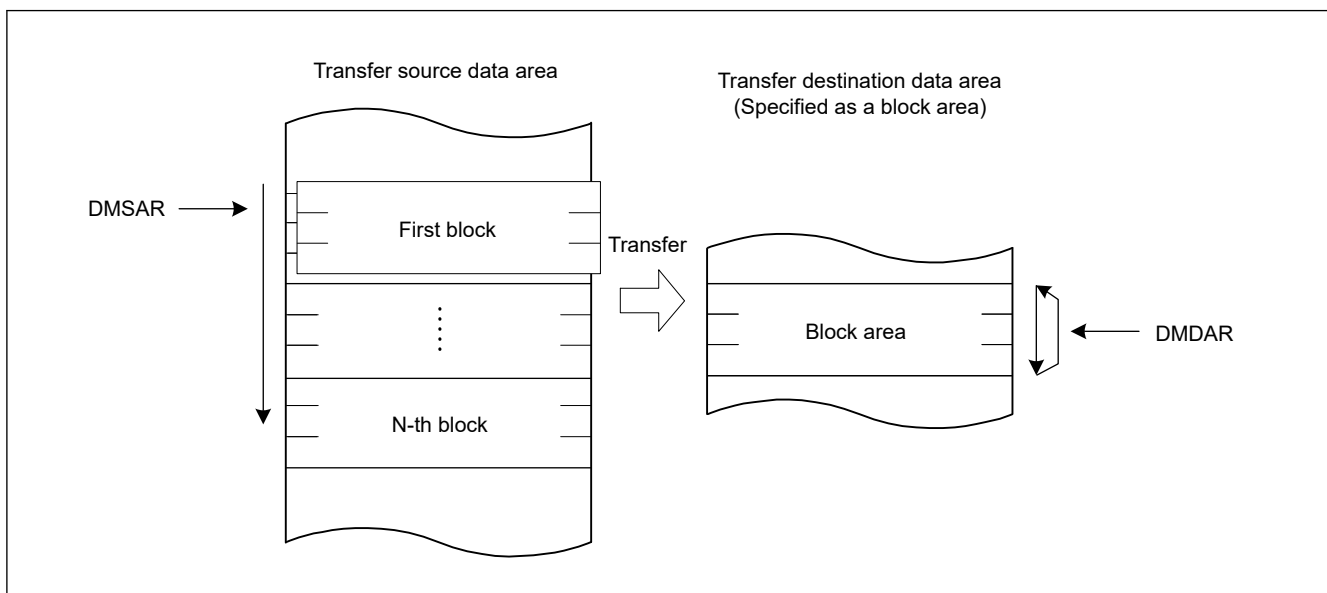 Transfer source data area
Transfer destination data area
(Specified as a block area)
DMSAR
First block
Transfer
Block area
DMDAR
N-th block